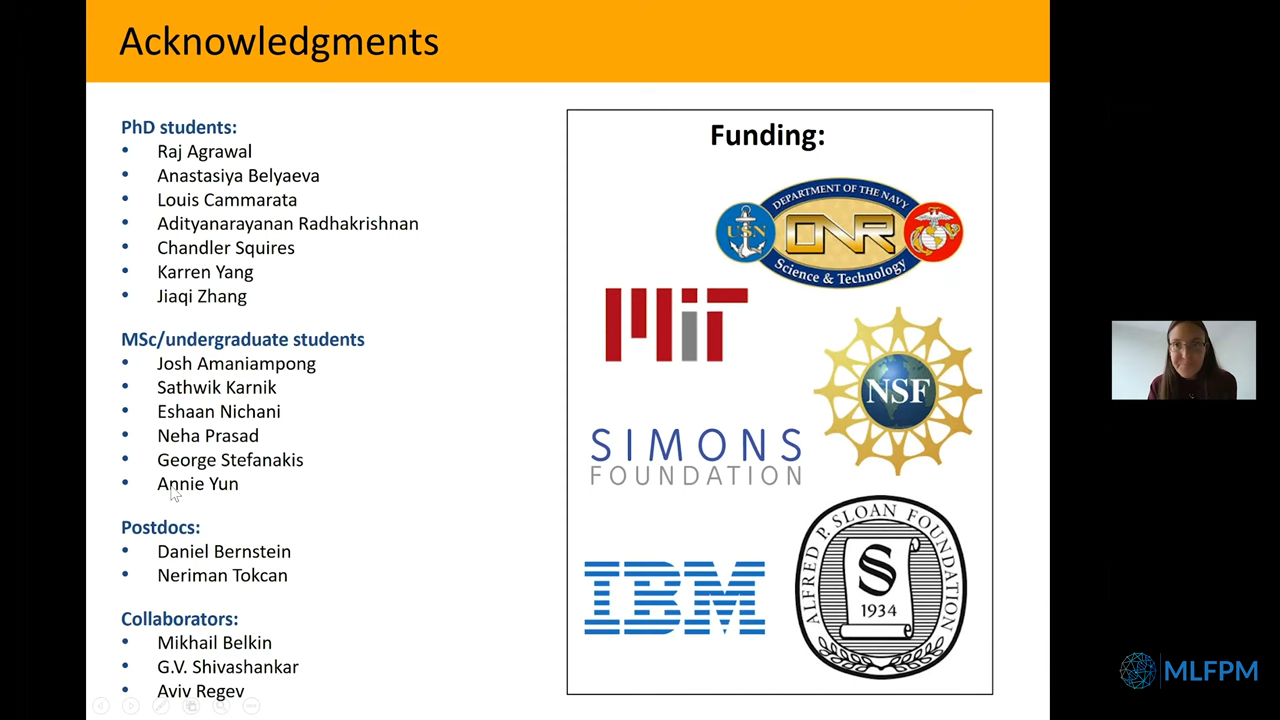 Acknowledgments
PhD students:
• Raj Agrawal
• Anastasiya Belyaeva
• Louis Cammarata
• Adityanarayanan Radhakrishnan
• Chandler Squires
• Karren Yang
• Jiaqi Zhang
MSc/undergraduate students
• Josh Amaniampong
• Sathwik Karnik
• Eshaan Nichani
• Neha Prasad
• George Stefanakis
• Annie Yun
Postdocs:
• Daniel Bernstein
• Neriman Tokcan
Collaborators:
• Mikhail Belkin
• G.V. Shivashankar
• Aviv Regev
Funding:
DEPARTMENT OF THE NAVY
USN
ONR
Science & Technology
MIT
NSF
SIMONS
FOUNDATION
IBM
ALFRED P. SLOAN FOUNDATION
S
1934
MLFPM